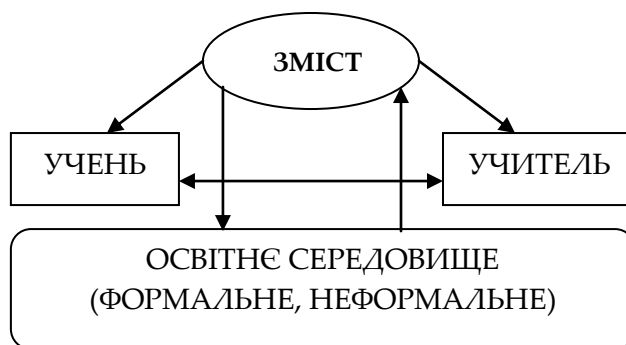 ЗМІСТ
УЧЕНЬ
УЧИТЕЛЬ
ОСВІТНЄ СЕРЕДОВИЩЕ
(ФОРМАЛЬНЕ, НЕФОРМАЛЬНЕ)